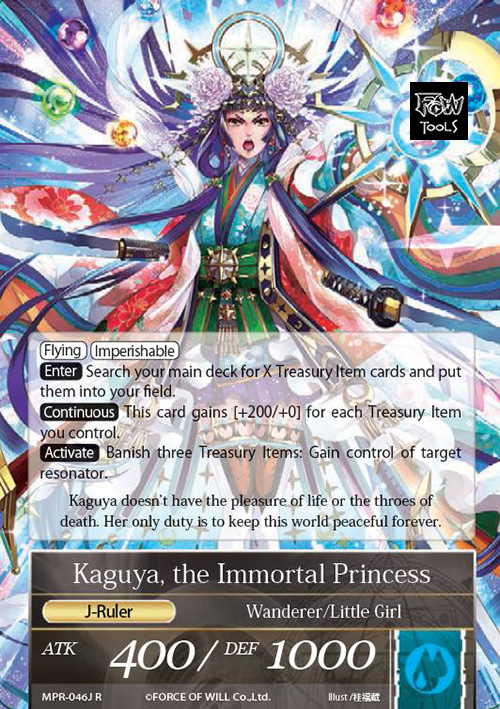 FOW
TOOLS
Flying Imperishable
Enter Search your main deck for X Treasury Item cards and put
them into your field.
Continuous This card gains [+200/+0] for each Treasury Item
you control.
Activate Banish three Treasury Items: Gain control of target
resonator.
Kaguya doesn't have the pleasure of life or the throes of
death. Her only duty is to keep this world peaceful forever.
Kaguya, the Immortal Princess
J-Ruler Wanderer/Little Girl
ATK 400 / DEF 1000
MPR-046J R ©FORCE OF WILL Co.,Ltd. Illust /桂福戯